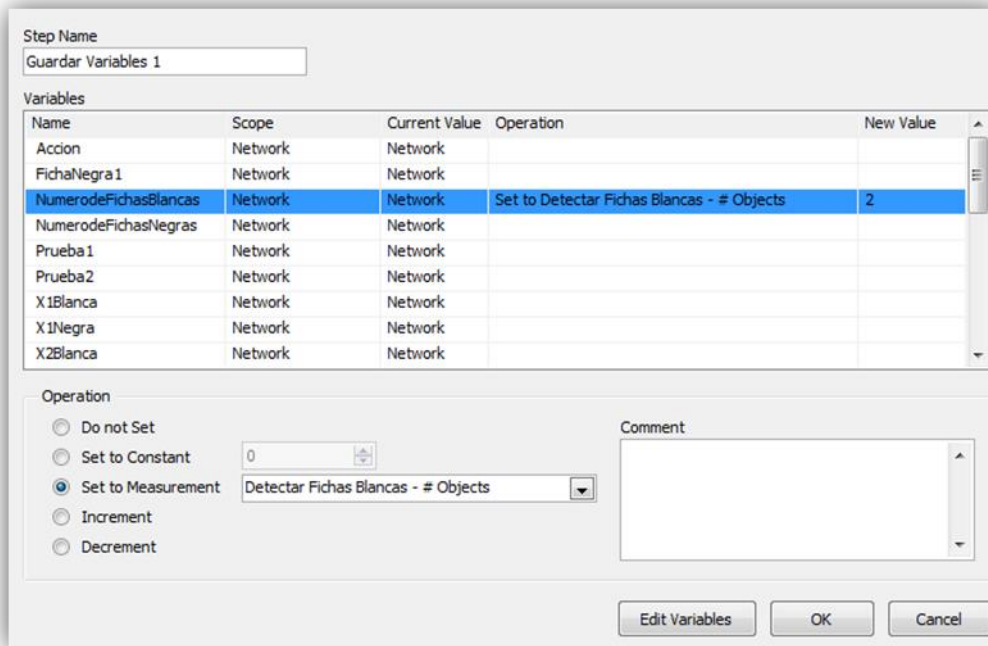 Step Name
Guardar Variables 1
Variables
Name Scope Current Value Operation New Value
Accion Network Network
FichaNegra1 Network Network
NumerodeFichasBlancas Network Network Set to Detectar Fichas Blancas - # Objects 2
NumerodeFichasNegras Network Network
Prueba1 Network Network
Prueba2 Network Network
X1Blanca Network Network
X1Negra Network Network
X2Blanca Network Network
Operation
Do not Set Comment
Set to Constant 0
Set to Measurement Detectar Fichas Blancas - # Objects
Increment
Decrement
Edit Variables OK Cancel